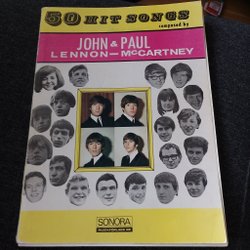 50 HIT SONGS
composed by
JOHN & PAUL
LENNON—McCARTNEY
SONORA